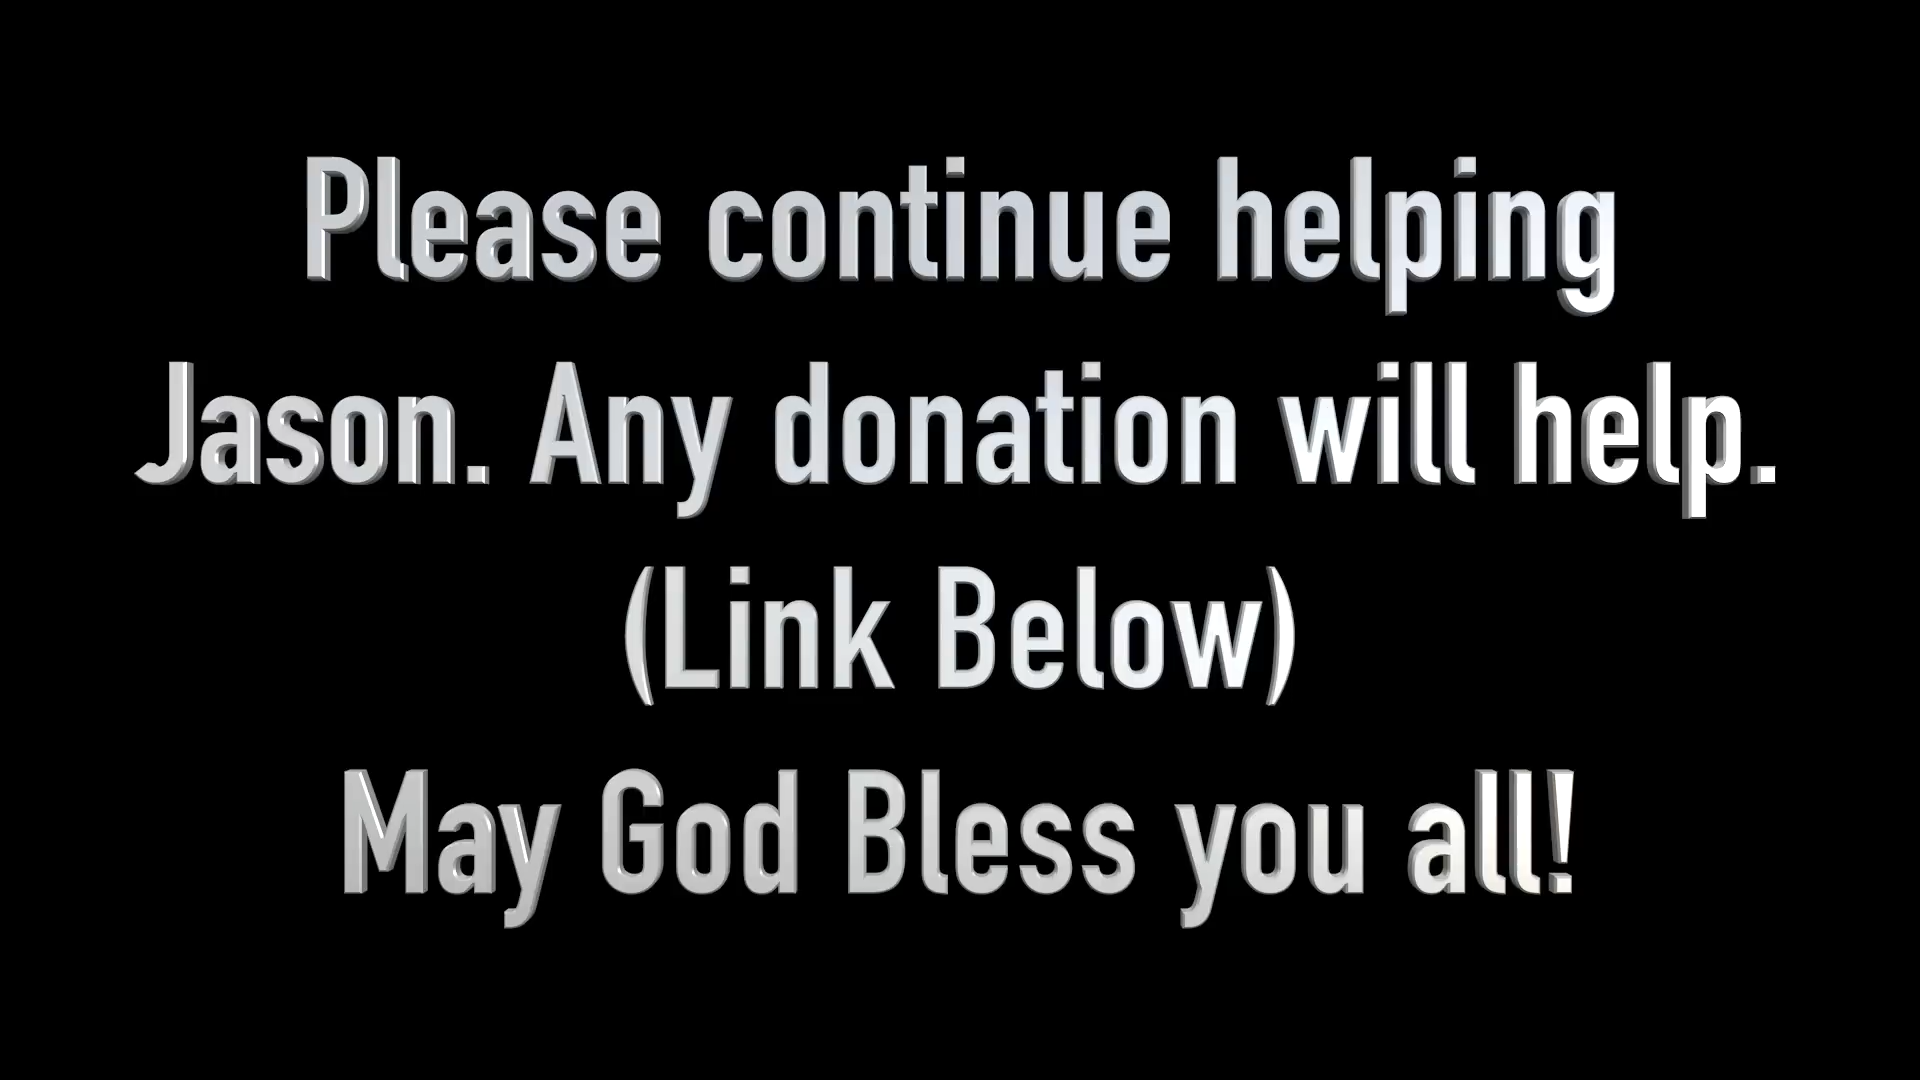 Please continue helping
Jason. Any donation will help.
(Link Below)
May God Bless you all!